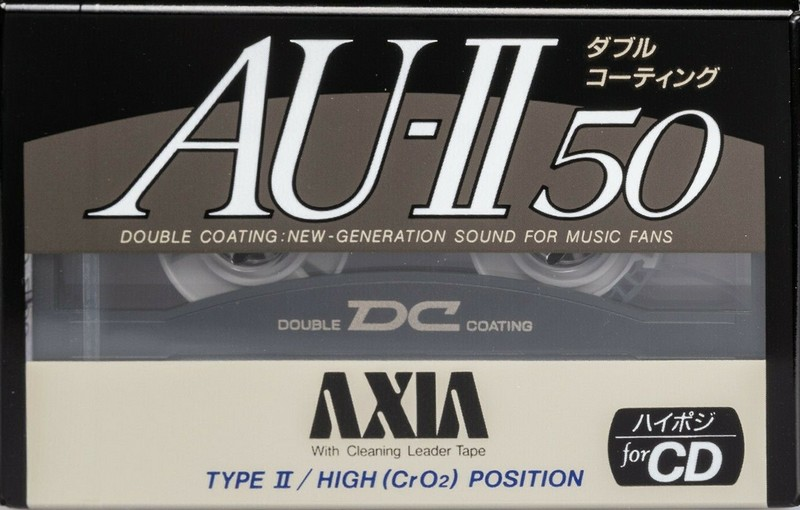 AU-II 50
ダブル
コーティング
DOUBLE COATING:NEW-GENERATION SOUND FOR MUSIC FANS
DOUBLE DC COATING
AXIA
With Cleaning Leader Tape
TYPE II/HIGH(CrO2) POSITION
ハイポジ
for CD